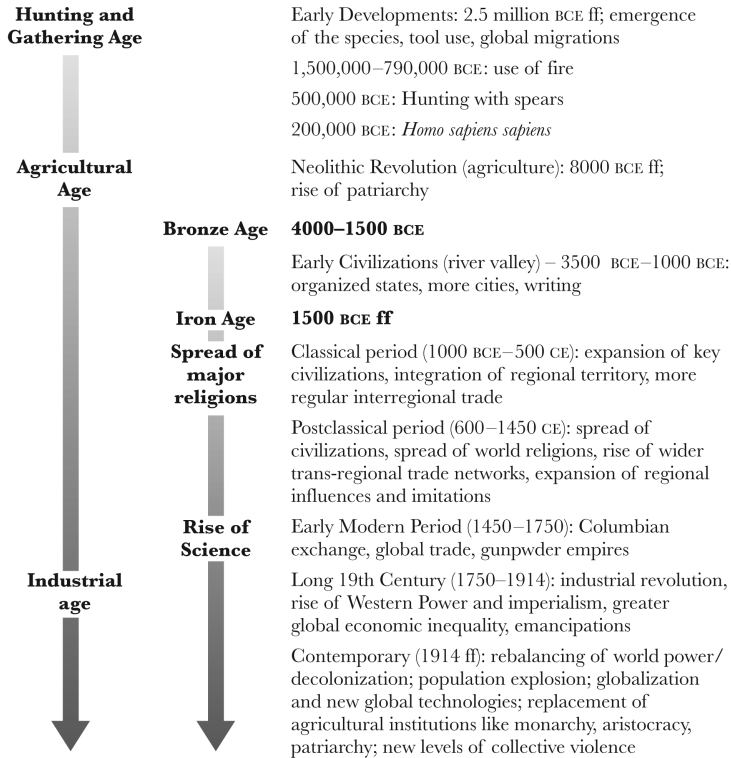 Hunting and
Gathering Age
Early Developments: 2.5 million BCE ff; emergence
of the species, tool use, global migrations
1,500,000–790,000 BCE: use of fire
500,000 BCE: Hunting with spears
200,000 BCE: Homo sapiens sapiens
Agricultural
Age
Neolithic Revolution (agriculture): 8000 BCE ff;
rise of patriarchy
Bronze Age
4000–1500 BCE
Early Civilizations (river valley) – 3500 BCE–1000 BCE:
organized states, more cities, writing
Iron Age
1500 BCE ff
Spread of
major
religions
Classical period (1000 BCE–500 CE): expansion of key
civilizations, integration of regional territory, more
regular interregional trade
Postclassical period (600–1450 CE): spread of
civilizations, spread of world religions, rise of wider
trans-regional trade networks, expansion of regional
influences and imitations
Rise of
Science
Early Modern Period (1450–1750): Columbian
exchange, global trade, gunpwder empires
Industrial
age
Long 19th Century (1750–1914): industrial revolution,
rise of Western Power and imperialism, greater
global economic inequality, emancipations
Contemporary (1914 ff): rebalancing of world power/
decolonization; population explosion; globalization
and new global technologies; replacement of
agricultural institutions like monarchy, aristocracy,
patriarchy; new levels of collective violence